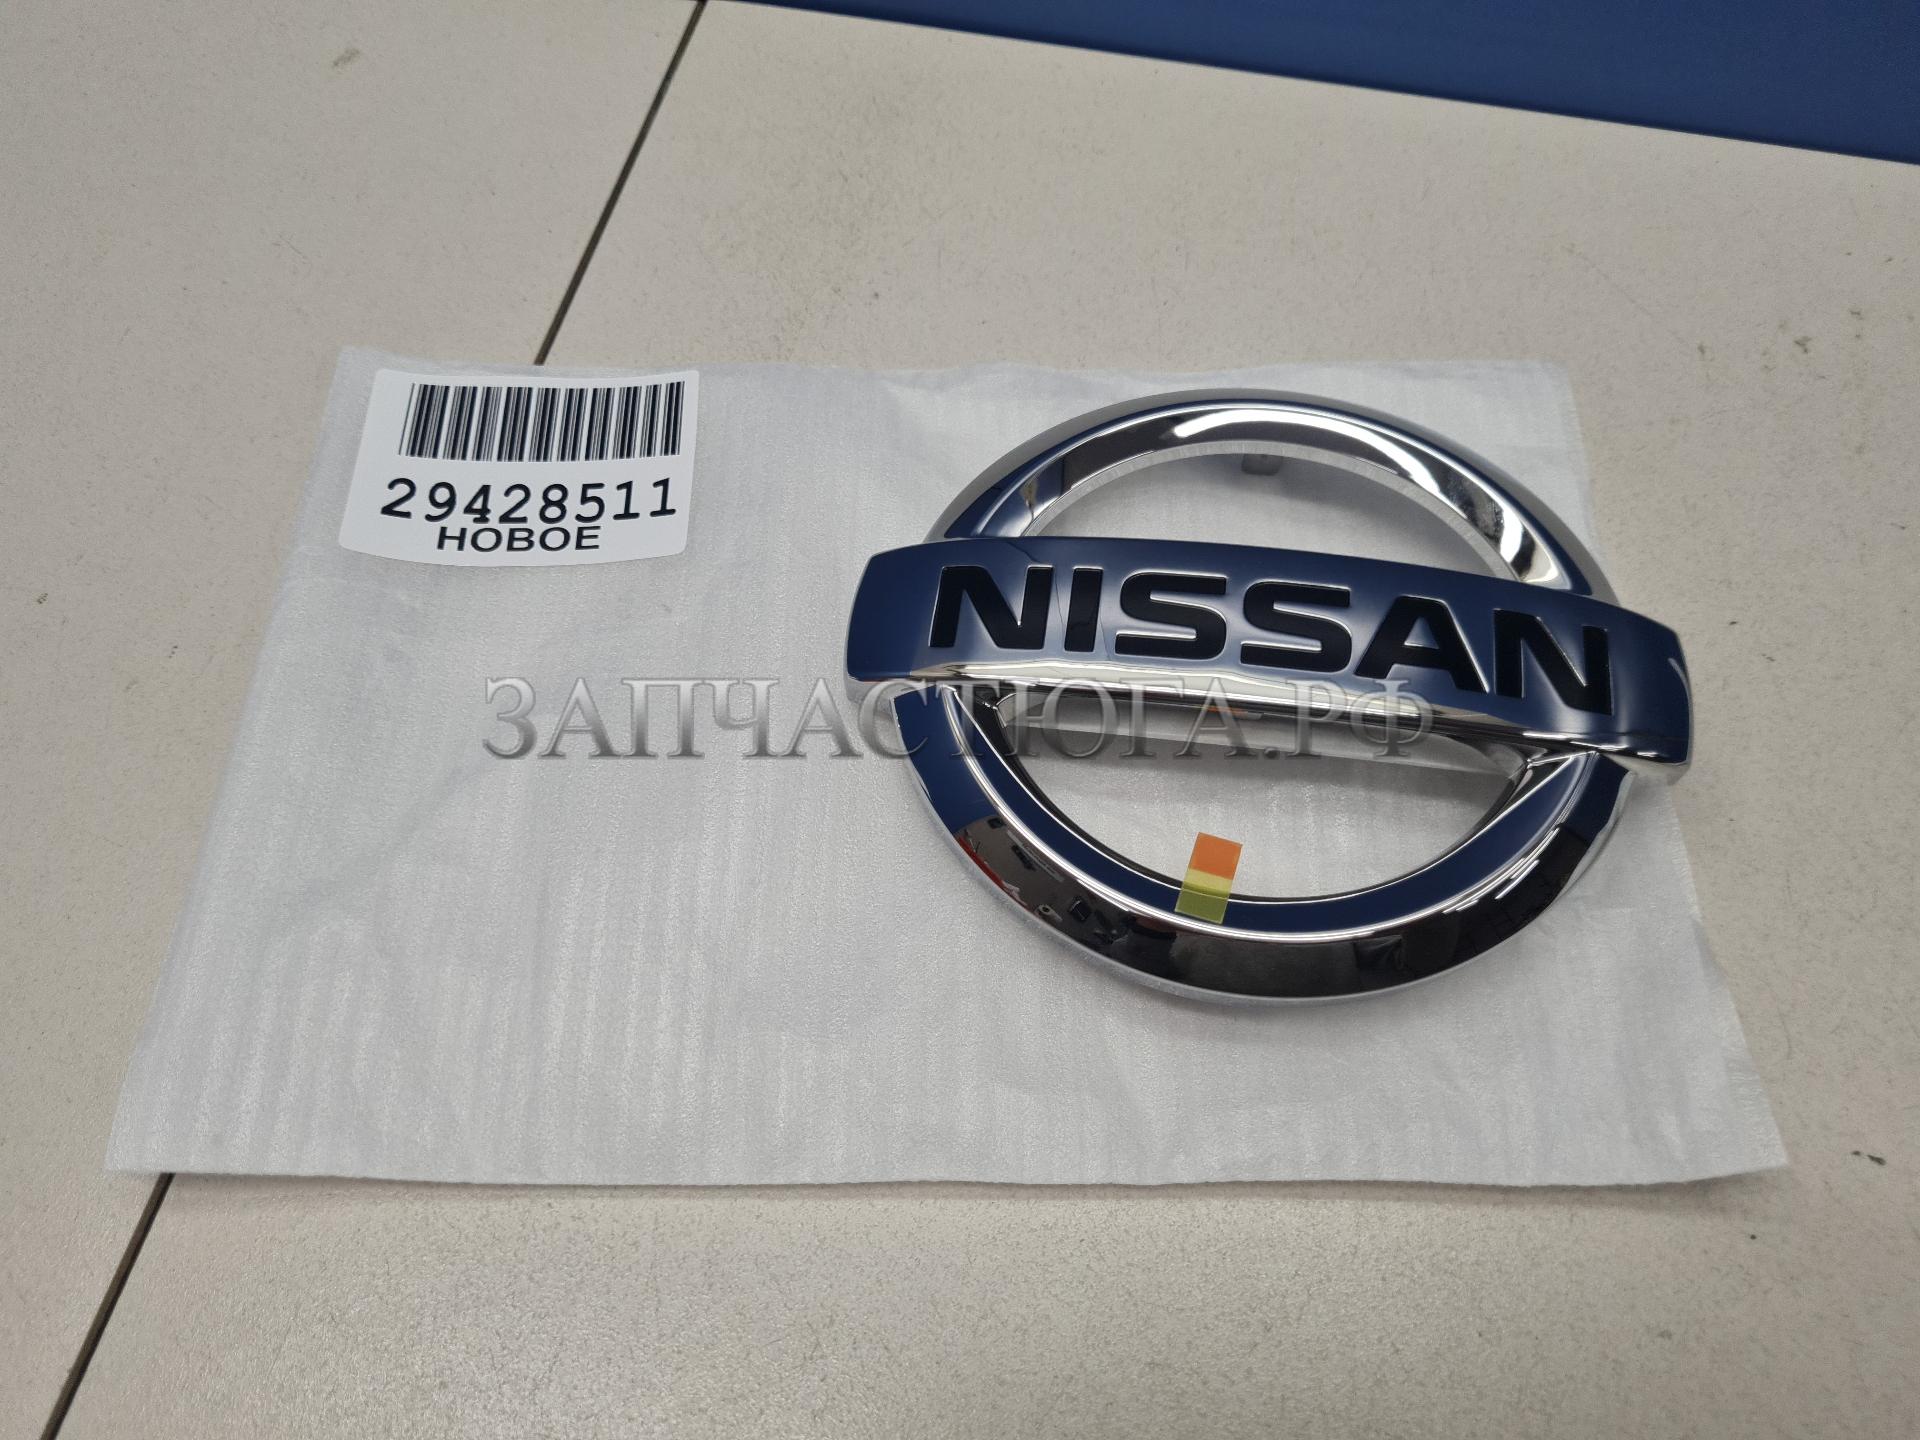 29428511
НОВОЕ
NISSAN
ЗАПЧАСТЮГА.РФ